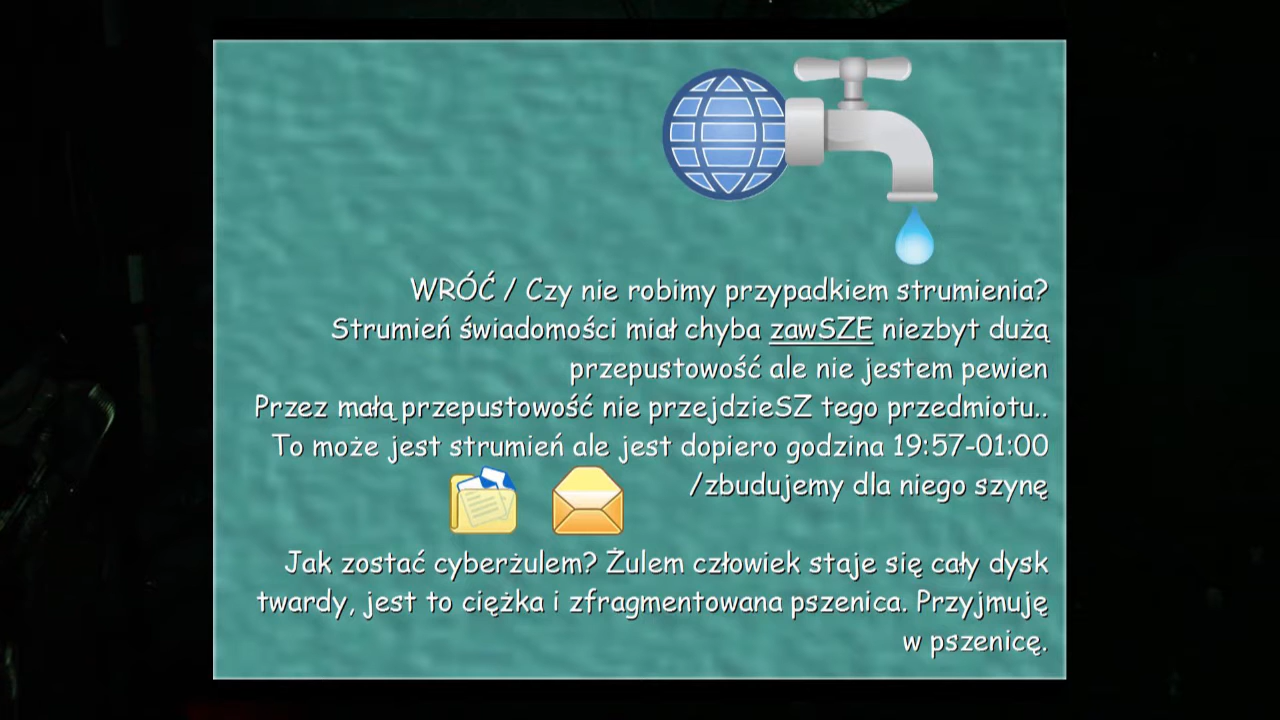 WRÓĆ / Czy nie robimy przypadkiem strumienia?
Strumień świadomości miał chyba zawSZE niezbyt dużą
przepustowość ale nie jestem pewien
Przez małą przepustowość nie przejdzieSZ tego przedmiotu..
To może jest strumień ale jest dopiero godzina 19:57-01:00
/zbudujemy dla niego szynę
Jak zostać cyberżulem? Żulem człowiek staje się cały dysk
twardy, jest to ciężka i zfragmentowana pszenica. Przyjmuję
w pszenicę.